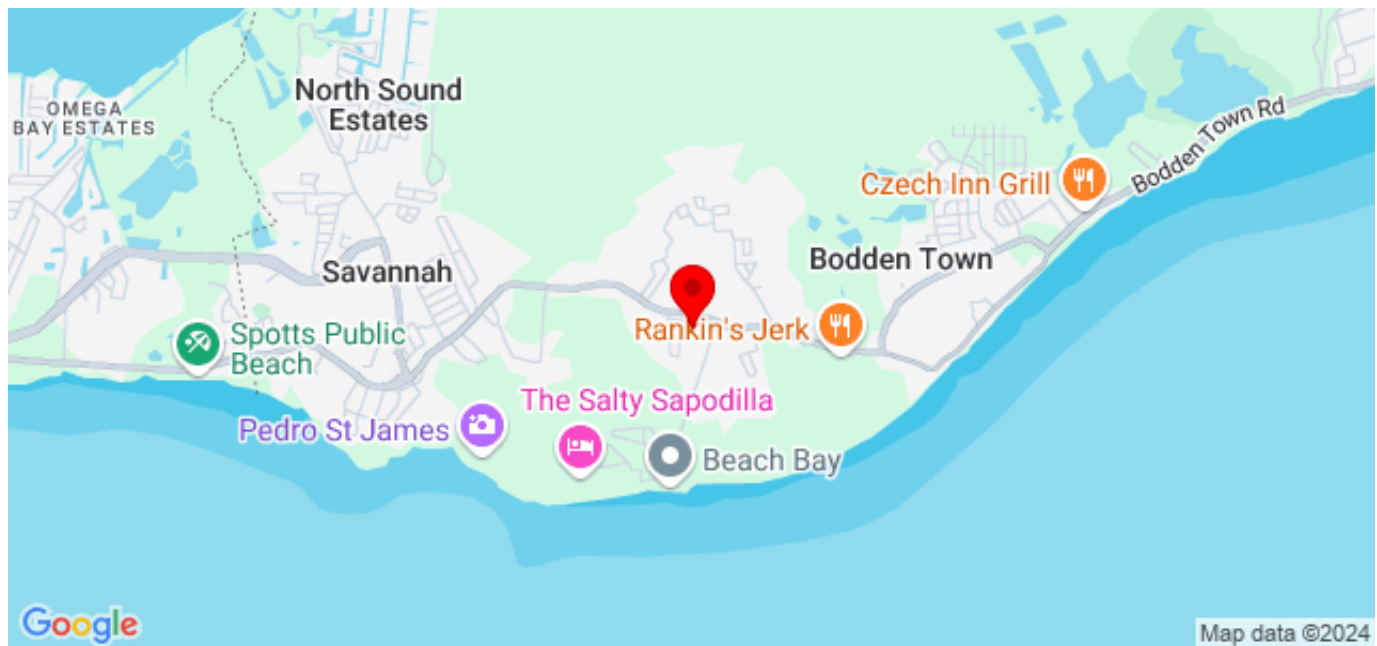 North Sound
Estates
OMEGA
BAY ESTATES
Bodden Town Rd
Czech Inn Grill
Savannah
Bodden Town
Spotts Public
Beach
Rankin's Jerk
The Salty Sapodilla
Pedro St James
Beach Bay
Google
Map data ©2024